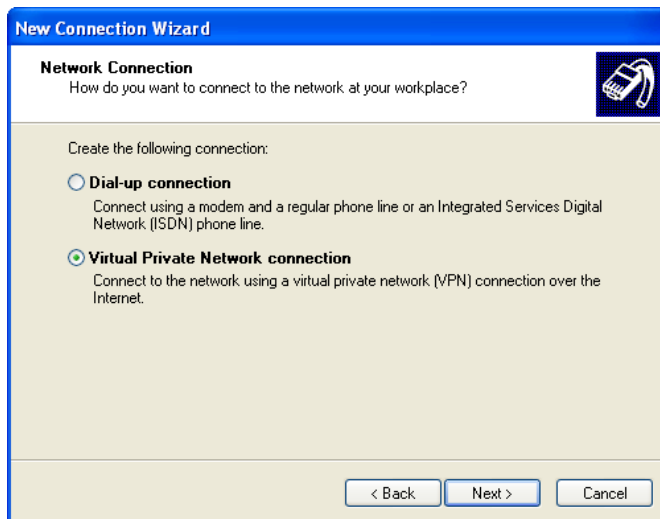 New Connection Wizard
Network Connection
How do you want to connect to the network at your workplace?
Create the following connection:
Dial-up connection
Connect using a modem and a regular phone line or an Integrated Services Digital
Network (ISDN) phone line.
Virtual Private Network connection
Connect to the network using a virtual private network (VPN) connection over the
Internet.
< Back
Next >
Cancel